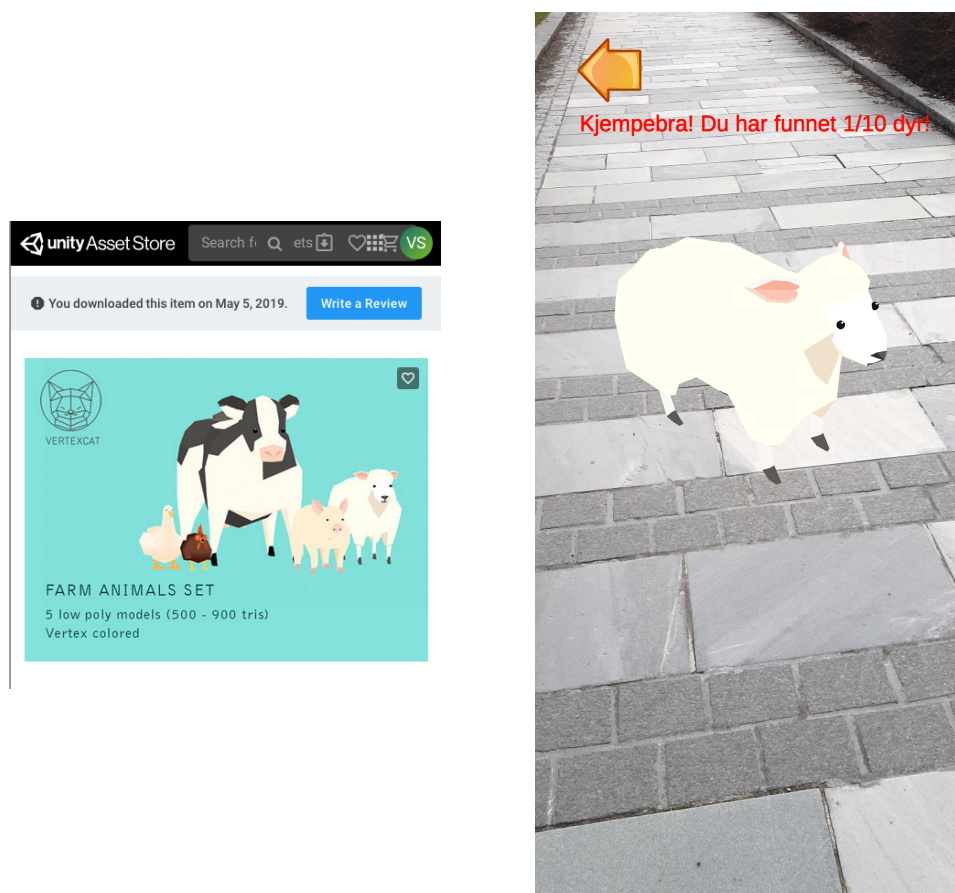 unity Asset Store
Search f
ets
VS
You downloaded this item on May 5, 2019.
Write a Review
VERTEXCAT
FARM ANIMALS SET
5 low poly models (500 - 900 tris)
Vertex colored
Kjempebra! Du har funnet 1/10 dyr!